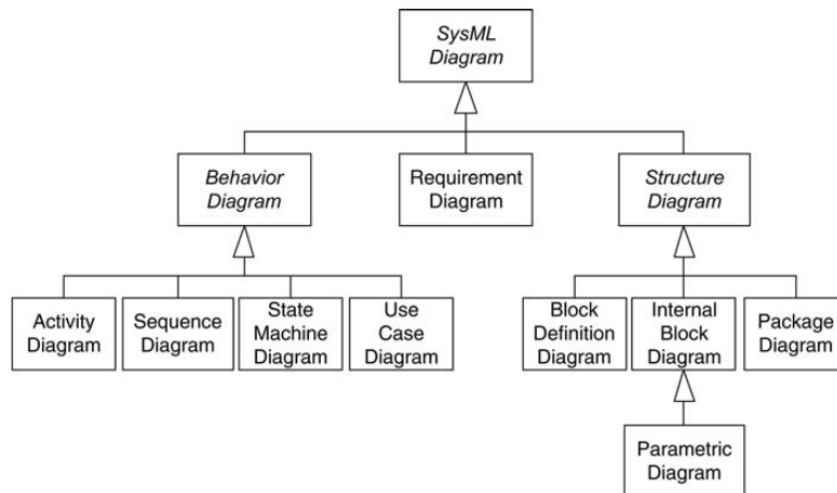 SysML
Diagram
Behavior
Diagram
Requirement
Diagram
Structure
Diagram
Activity
Diagram
Sequence
Diagram
State
Machine
Diagram
Use
Case
Diagram
Block
Definition
Diagram
Internal
Block
Diagram
Package
Diagram
Parametric
Diagram